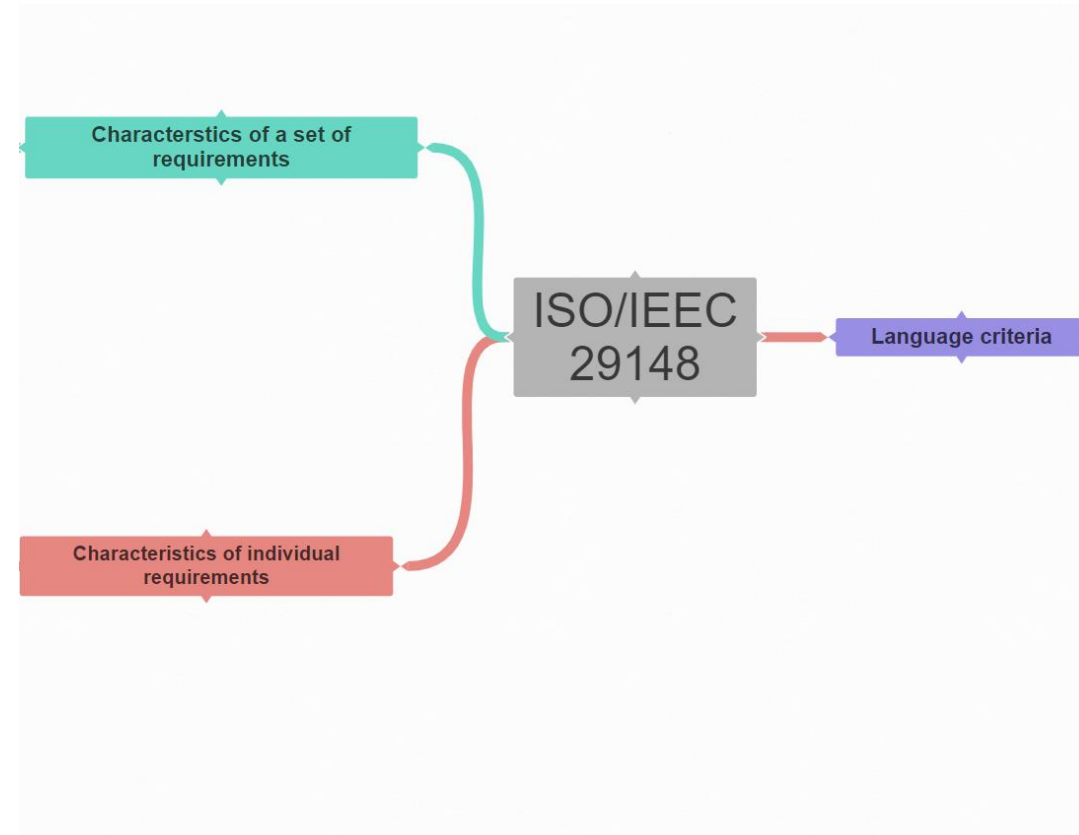 Characterstics of a set of
requirements
ISO/IEEC
29148
Language criteria
Characteristics of individual
requirements